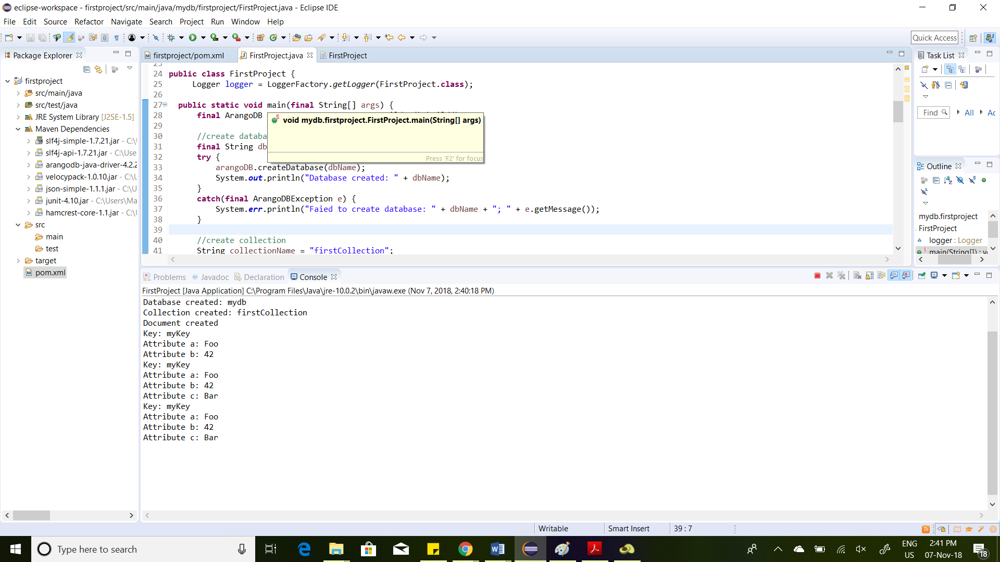 eclipse-workspace - firstproject/src/main/java/mydb/firstproject/FirstProject.java - Eclipse IDE
File Edit Source Refactor Navigate Search Project Run Window Help
Quick Access
Package Explorer
firstproject
src/main/java
src/test/java
JRE System Library [J2SE-1.5]
Maven Dependencies
slf4j-simple-1.7.21.jar - C:\
slf4j-api-1.7.21.jar - C:\Use
arangodb-java-driver-4.2.2
velocypack-1.0.10.jar - C:\U
json-simple-1.1.1.jar - C:\U
junit-4.10.jar - C:\Users\Ma
hamcrest-core-1.1.jar - C:\
src
main
test
target
pom.xml
firstproject/pom.xml FirstProject.java FirstProject
24 public class FirstProject {
25 Logger logger = LoggerFactory.getLogger(FirstProject.class);
26
27 public static void main(final String[] args) {
28 final ArangoDB
29
30 //create databa
31 final String db
32 try {
33 arangoDB.createDatabase(dbName);
34 System.out.println("Database created: " + dbName);
35 }
36 catch(final ArangoDBException e) {
37 System.err.println("Faied to create database: " + dbName + "; " + e.getMessage());
38 }
39
40 //create collection
41 String collectionName = "firstCollection";
void mydb.firstproject.FirstProject.main(String[] args)
Press 'F2' for focus
Task List
Find All Ac
Outline
mydb.firstproject
FirstProject
logger : Logger
main(String[]) : v
Problems Javadoc Declaration Console
FirstProject [Java Application] C:\Program Files\Java\jre-10.0.2\bin\javaw.exe (Nov 7, 2018, 2:40:18 PM)
Database created: mydb
Collection created: firstCollection
Document created
Key: myKey
Attribute a: Foo
Attribute b: 42
Key: myKey
Attribute a: Foo
Attribute b: 42
Attribute c: Bar
Key: myKey
Attribute a: Foo
Attribute b: 42
Attribute c: Bar
Writable Smart Insert 39 : 7
Type here to search
ENG
US
2:41 PM
07-Nov-18
18